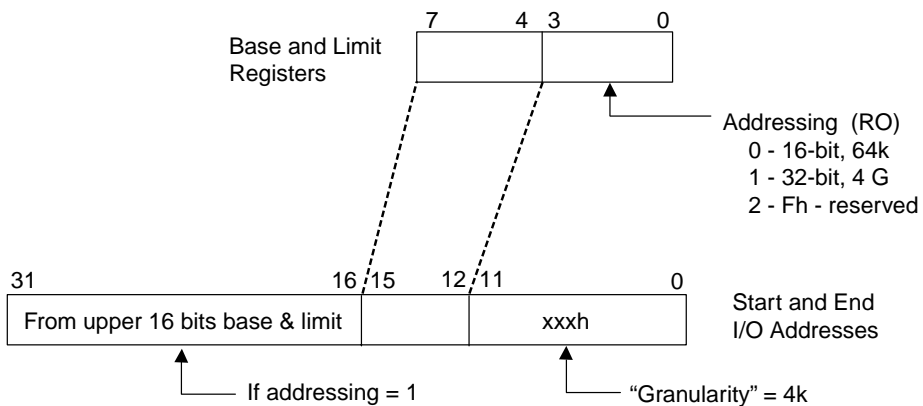 7 4 3 0
Base and Limit
Registers
Addressing (RO)
0 - 16-bit, 64k
1 - 32-bit, 4 G
2 - Fh - reserved
31 16 15 12 11 0
From upper 16 bits base & limit
xxxh
Start and End
I/O Addresses
If addressing = 1
“Granularity” = 4k